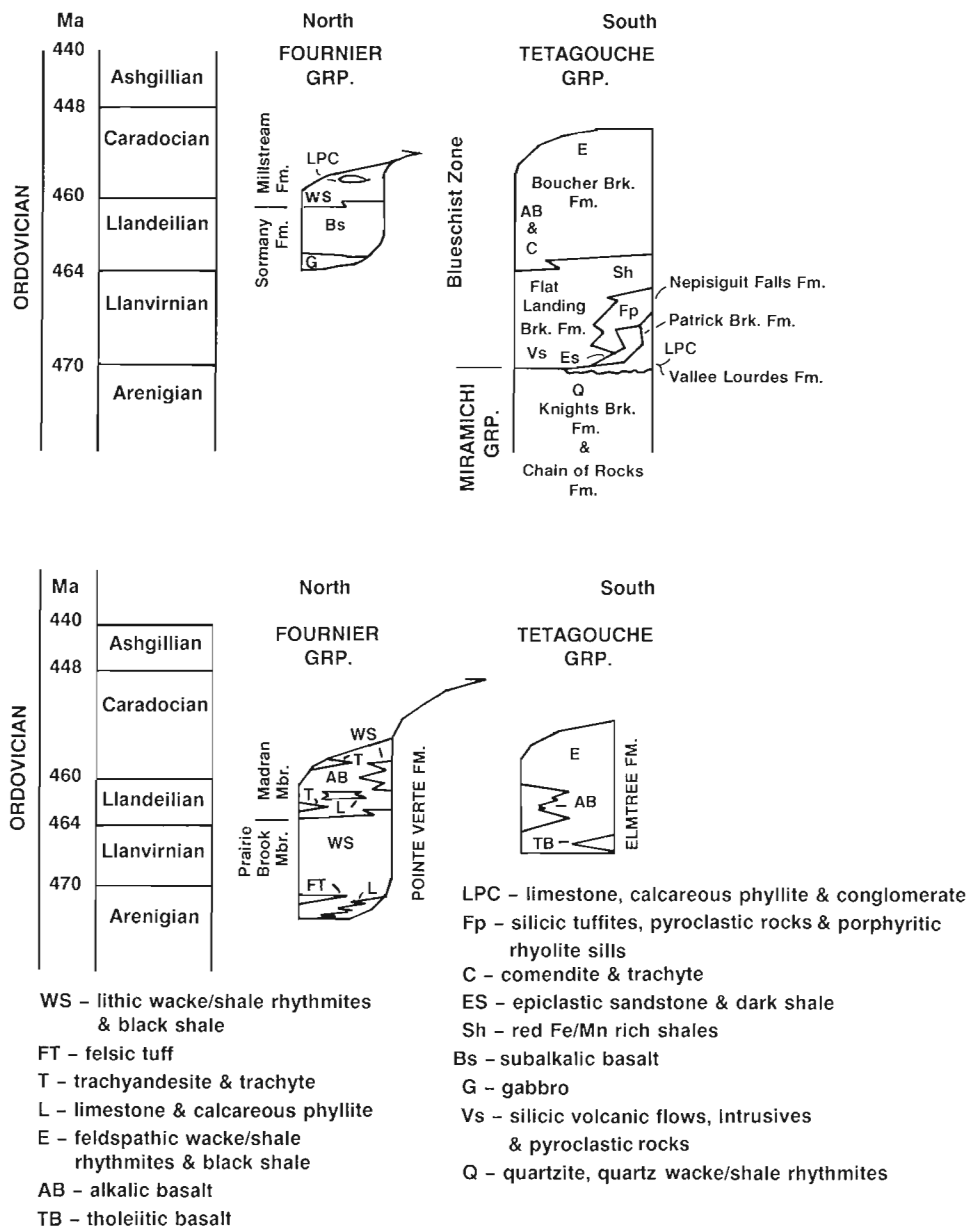 Ma
North
South
FOURNIER
GRP.
TETAGOUCHE
GRP.
440
448
460
464
470
ORDOVICIAN
Ashgillian
Caradocian
Llandeilian
Llanvirnian
Arenigian
Millstream
Fm.
Sormany
Fm.
LPC
WS
Bs
G
Blueschist Zone
MIRAMICHI
GRP.
E
Boucher Brk.
Fm.
AB
&
C
Sh
Flat
Landing
Brk. Fm.
Fp
Vs
Es
Nepisiguit Falls Fm.
Patrick Brk. Fm.
LPC
Vallee Lourdes Fm.
Q
Knights Brk.
Fm.
&
Chain of Rocks
Fm.
Ma
North
South
FOURNIER
GRP.
TETAGOUCHE
GRP.
440
448
460
464
470
ORDOVICIAN
Ashgillian
Caradocian
Llandeilian
Llanvirnian
Arenigian
Madran
Mbr.
Prairie
Brook
Mbr.
WS
T
AB
T
L
WS
FT
L
POINTE VERTE FM.
E
AB
TB
ELMTREE FM.
WS – lithic wacke/shale rhythmites
& black shale
FT – felsic tuff
T – trachyandesite & trachyte
L – limestone & calcareous phyllite
E – feldspathic wacke/shale
rhythmites & black shale
AB – alkalic basalt
TB – tholeiitic basalt
LPC – limestone, calcareous phyllite & conglomerate
Fp – silicic tuffites, pyroclastic rocks & porphyritic
rhyolite sills
C – comendite & trachyte
ES – epiclastic sandstone & dark shale
Sh – red Fe/Mn rich shales
Bs – subalkalic basalt
G – gabbro
Vs – silicic volcanic flows, intrusives
& pyroclastic rocks
Q – quartzite, quartz wacke/shale rhythmites